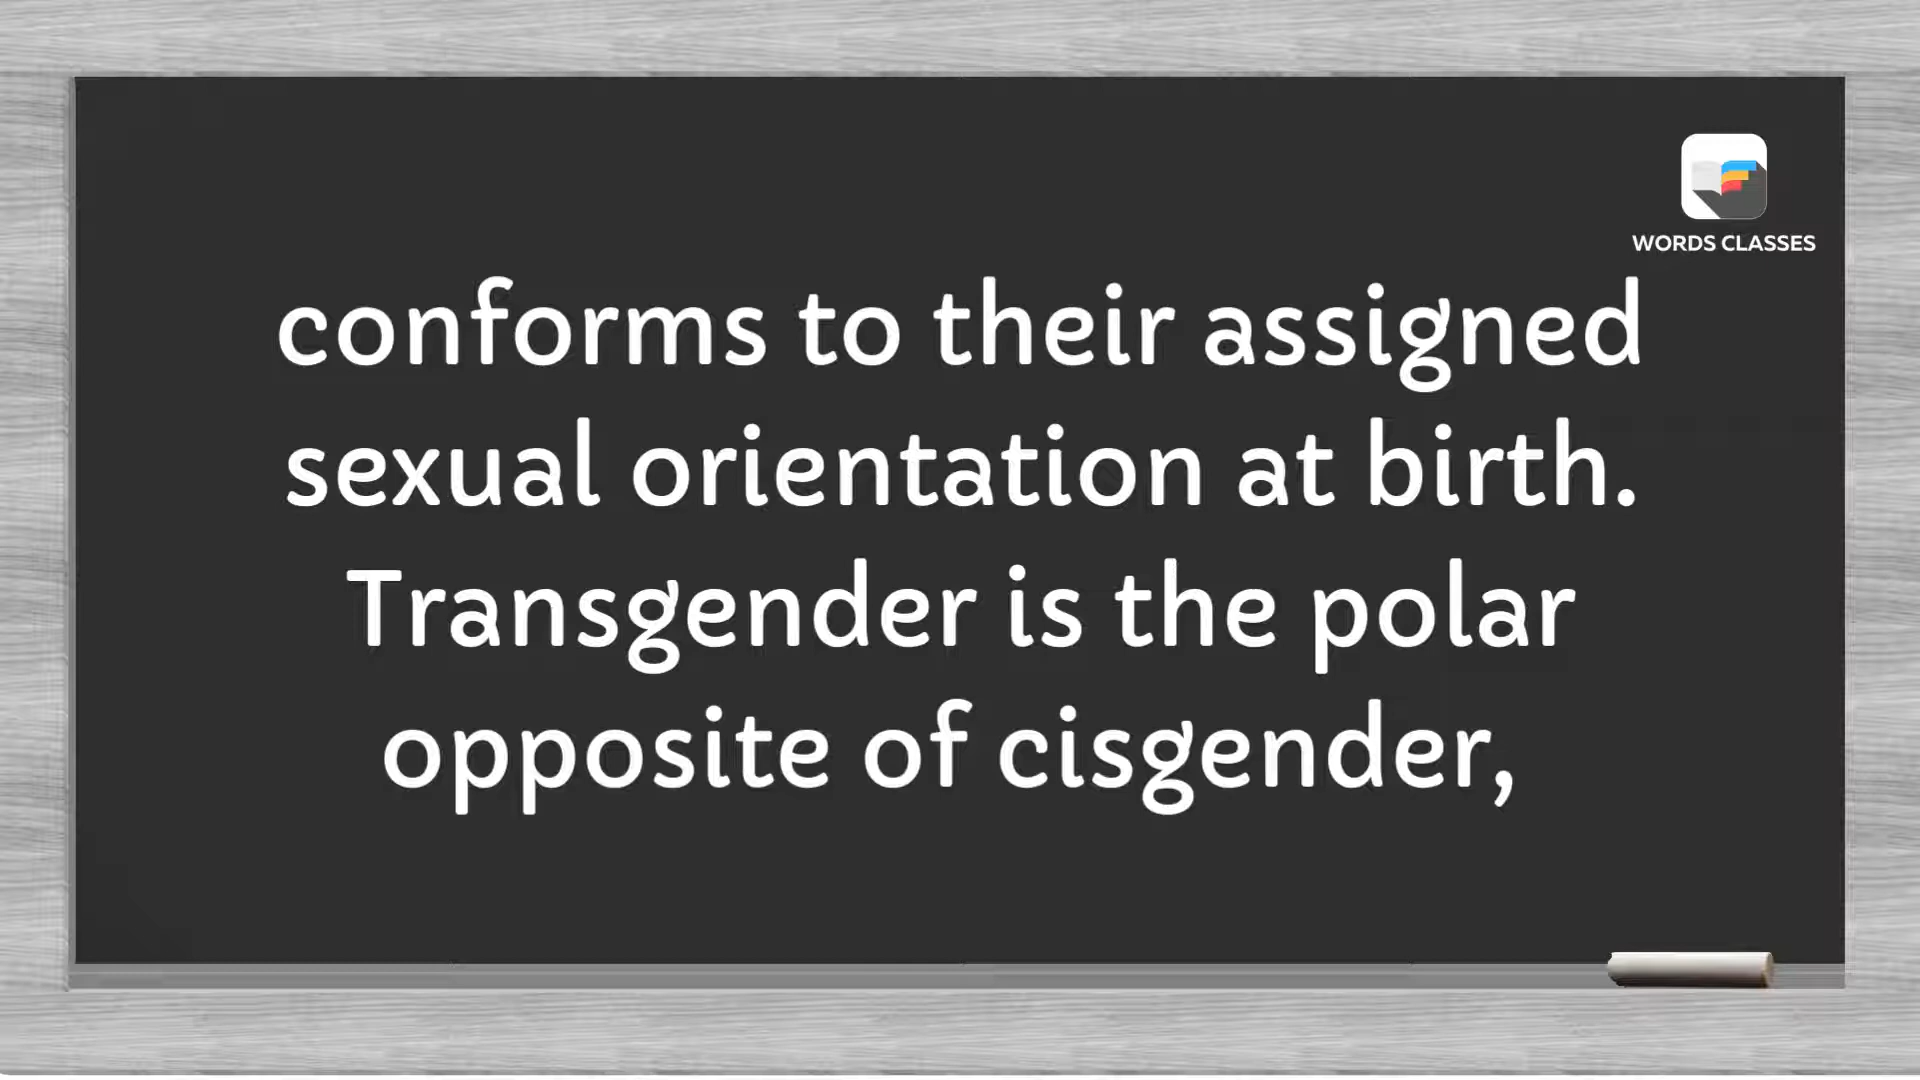 WORDS CLASSES
conforms to their assigned
sexual orientation at birth.
Transgender is the polar
opposite of cisgender,